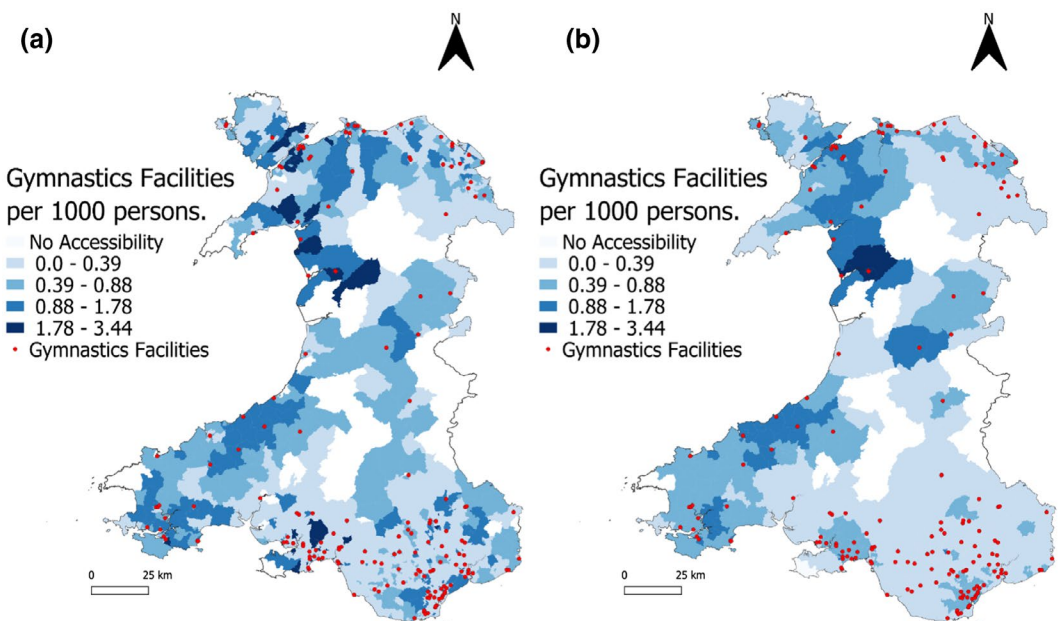 (a)
N
Gymnastics Facilities
per 1000 persons.
No Accessibility
0.0 - 0.39
0.39 - 0.88
0.88 - 1.78
1.78 - 3.44
Gymnastics Facilities
0 25 km
(b)
N
Gymnastics Facilities
per 1000 persons.
No Accessibility
0.0 - 0.39
0.39 - 0.88
0.88 - 1.78
1.78 - 3.44
Gymnastics Facilities
0 25 km